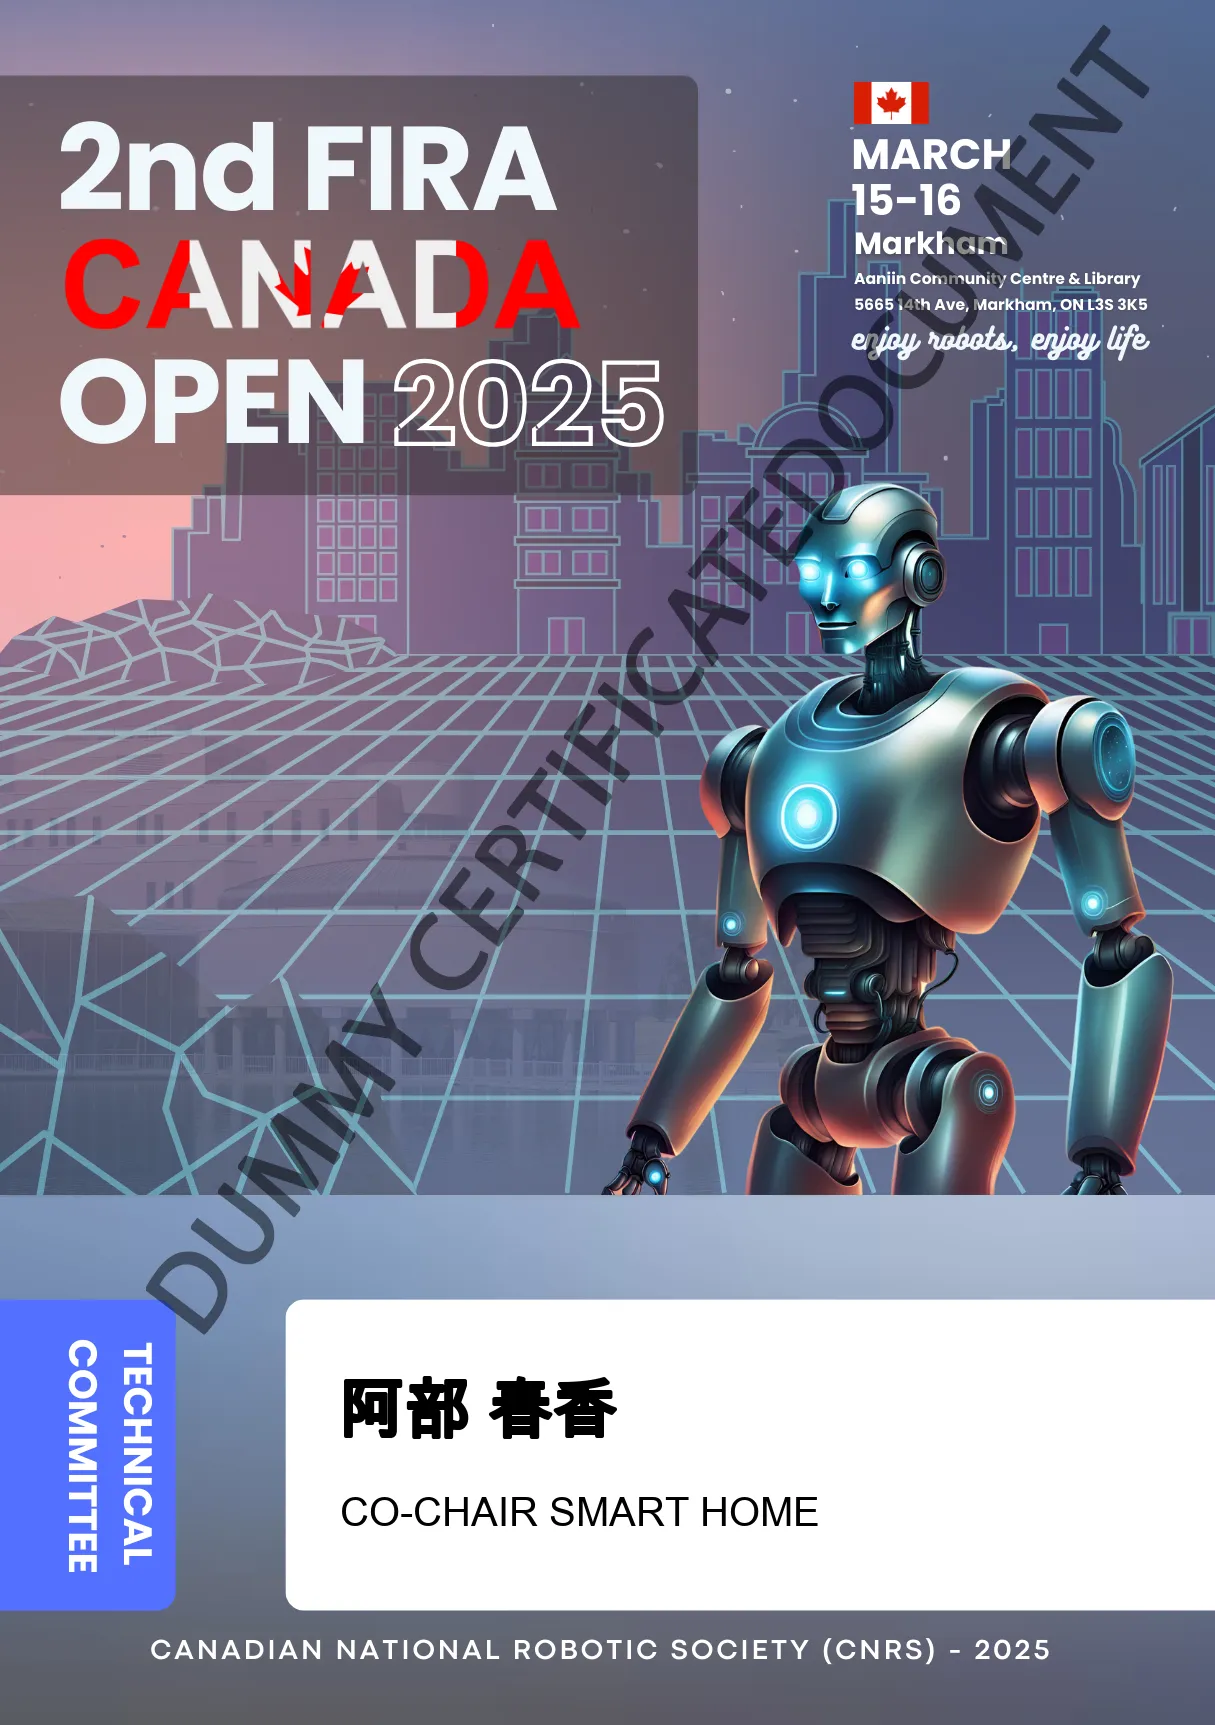 2nd FIRA
CANADA
OPEN 2025
MARCH
15-16
Markham
Aaniin Community Centre & Library
5665 14th Ave, Markham, ON L3S 3K5
enjoy robots, enjoy life
DUMMY CERTIFICATEDOCUMENT
TECHNICAL
COMMITTEE
阿部 春香
CO-CHAIR SMART HOME
CANADIAN NATIONAL ROBOTIC SOCIETY (CNRS) - 2025